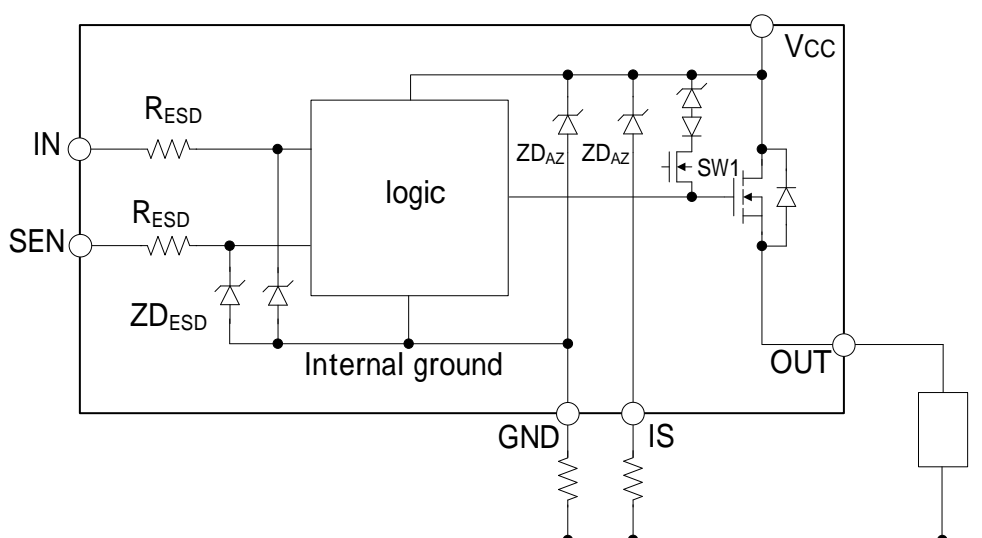 VCC
RESD
IN
ZDAZ
ZDAZ
SW1
logic
RESD
SEN
ZDESD
Internal ground
OUT
GND
IS